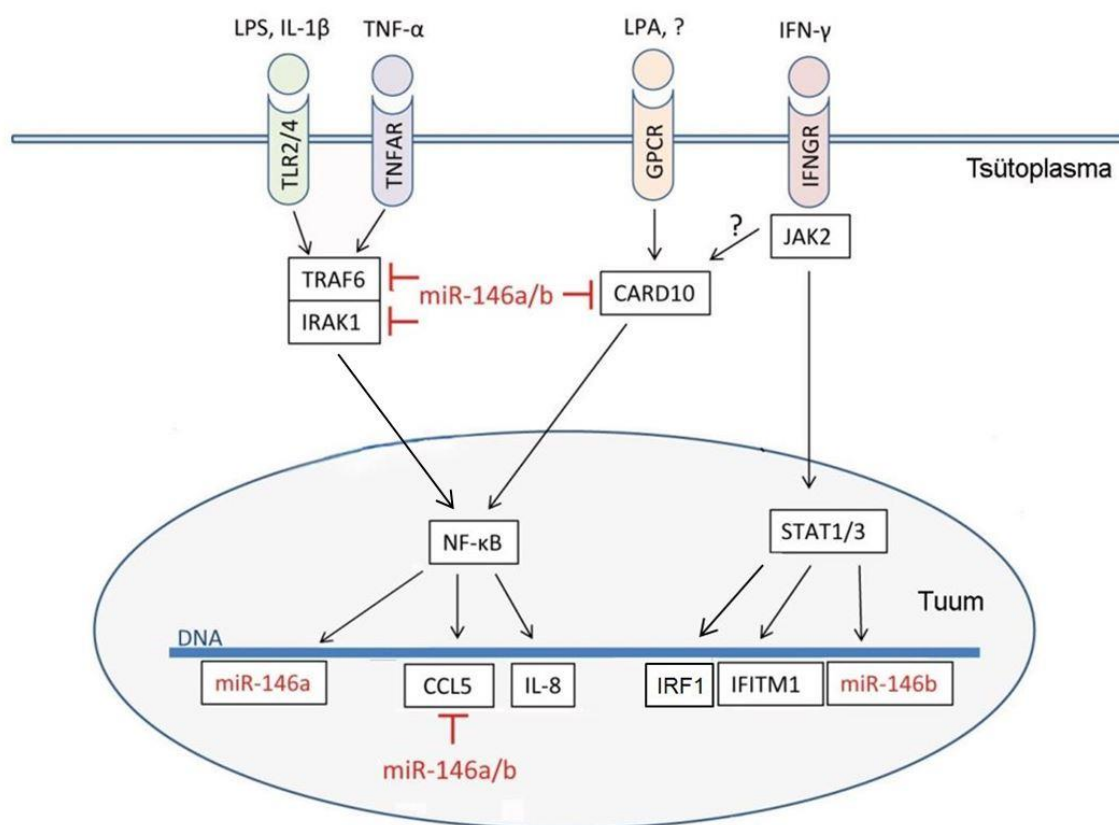 LPS, IL-1β
TNF-α
LPA, ?
IFN-γ
TLR2/4
TNFAR
GPCR
IFNGR
Tsütoplasma
JAK2
?
TRAF6
IRAK1
miR-146a/b
CARD10
NF-κB
STAT1/3
Tuum
DNA
miR-146a
CCL5
IL-8
IRF1
IFITM1
miR-146b
miR-146a/b